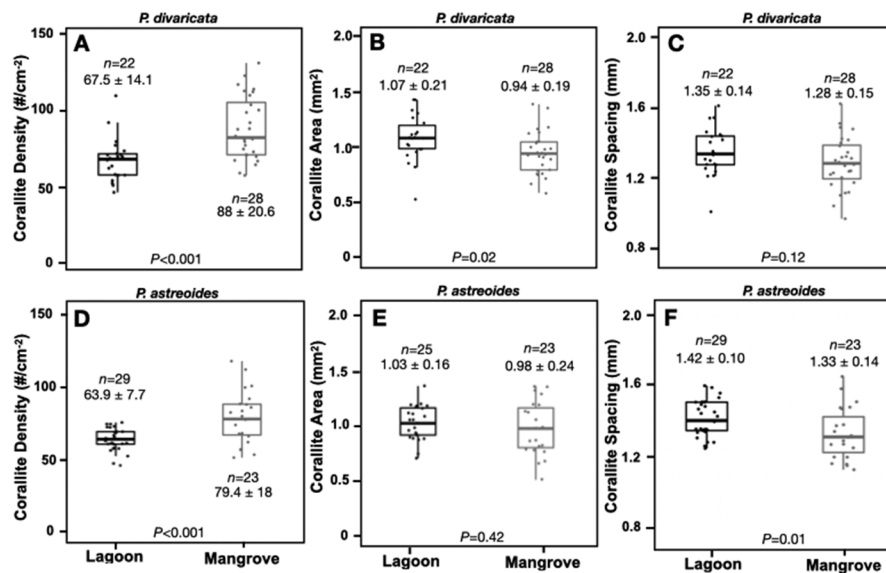 P. divaricata
A
Corallite Density (#/cm-2)
150
100
50
0
n=22
67.5 ± 14.1
n=28
88 ± 20.6
P<0.001
P. divaricata
B
Corallite Area (mm2)
2.0
1.5
1.0
0.5
0
n=22
1.07 ± 0.21
n=28
0.94 ± 0.19
P=0.02
P. divaricata
C
Corallite Spacing (mm)
2.0
1.6
1.2
0.8
n=22
1.35 ± 0.14
n=28
1.28 ± 0.15
P=0.12
P. astreoides
D
Corallite Density (#/cm-2)
150
100
50
0
n=29
63.9 ± 7.7
n=23
79.4 ± 18
P<0.001
Lagoon
Mangrove
P. astreoides
E
Corallite Area (mm2)
2.0
1.5
1.0
0.5
0
n=25
1.03 ± 0.16
n=23
0.98 ± 0.24
P=0.42
Lagoon
Mangrove
P. astreoides
F
Corallite Spacing (mm)
2.0
1.6
1.2
0.8
n=29
1.42 ± 0.10
n=23
1.33 ± 0.14
P=0.01
Lagoon
Mangrove